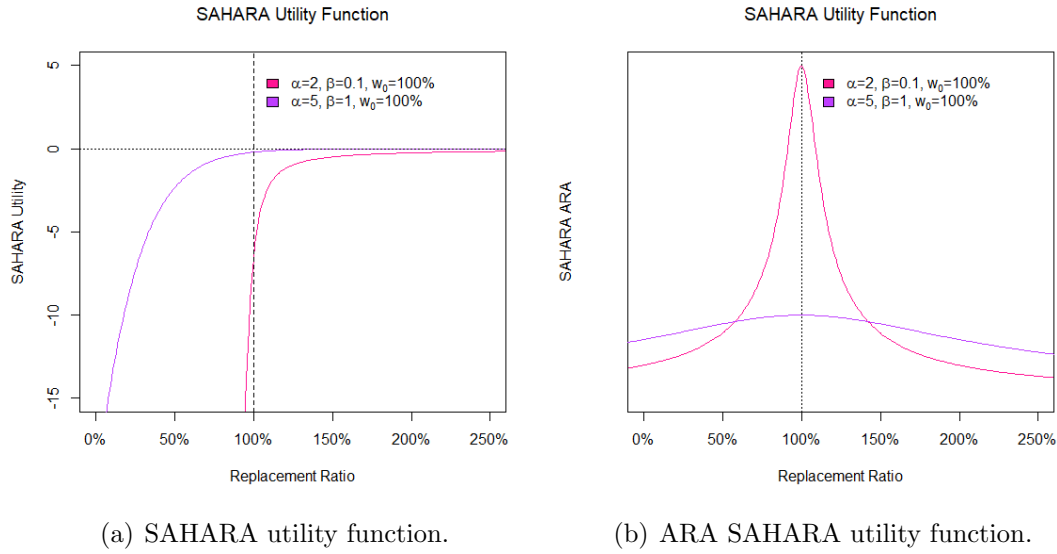 SAHARA Utility Function
SAHARA Utility
5
0
-5
-10
-15
α=2, β=0.1, w₀=100%
α=5, β=1, w₀=100%
0%
50%
100%
150%
200%
250%
Replacement Ratio
(a) SAHARA utility function.
SAHARA Utility Function
SAHARA ARA
α=2, β=0.1, w₀=100%
α=5, β=1, w₀=100%
0%
50%
100%
150%
200%
250%
Replacement Ratio
(b) ARA SAHARA utility function.